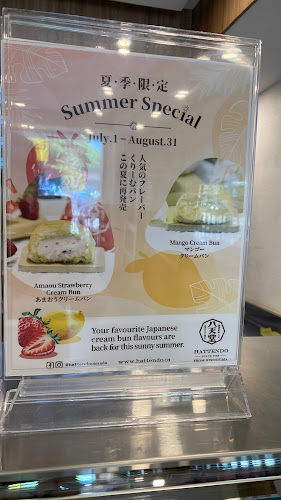 夏·季·限·定
Summer Special
July.1 – August.31
人気のフレーバー
くりーむパン
この夏に再発売
Mango Cream Bun
マンゴー
クリームパン
Amaou Strawberry
Cream Bun
あまおうクリームパン
Your favourite Japanese
cream bun flavours are
back for this sunny summer.
八天堂
HATTENDO
www.hattendo